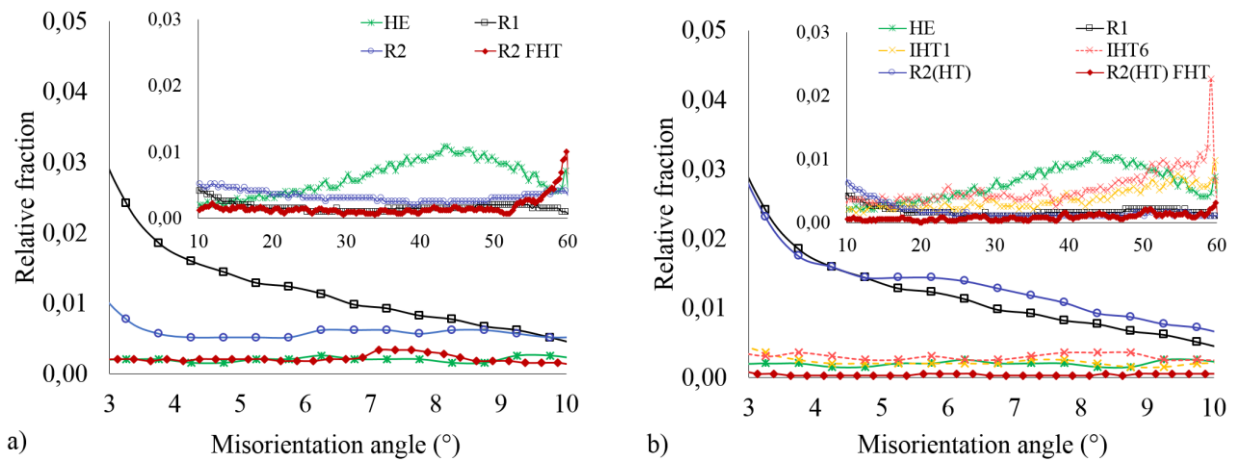 0,05
0,04
0,03
0,02
0,01
0,00
Relative fraction
3 4 5 6 7 8 9 10
Misorientation angle (°)
a)
0,03
0,02
0,01
0,00
10 20 30 40 50 60
HE R1
R2 R2 FHT
0,05
0,04
0,03
0,02
0,01
0,00
Relative fraction
3 4 5 6 7 8 9 10
Misorientation angle (°)
b)
0,03
0,02
0,01
0,00
10 20 30 40 50 60
HE R1
IHT1 IHT6
R2(HT) R2(HT) FHT